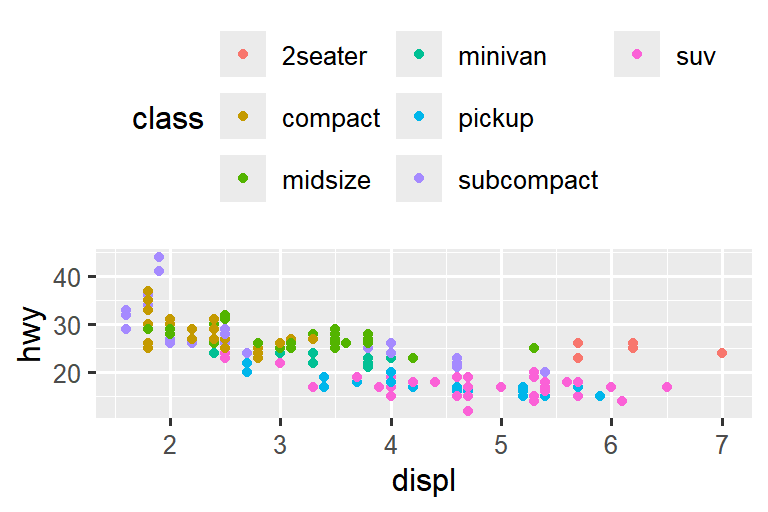 2seater minivan suv
class compact pickup
midsize subcompact
hwy
40
30
20
2 3 4 5 6 7
displ